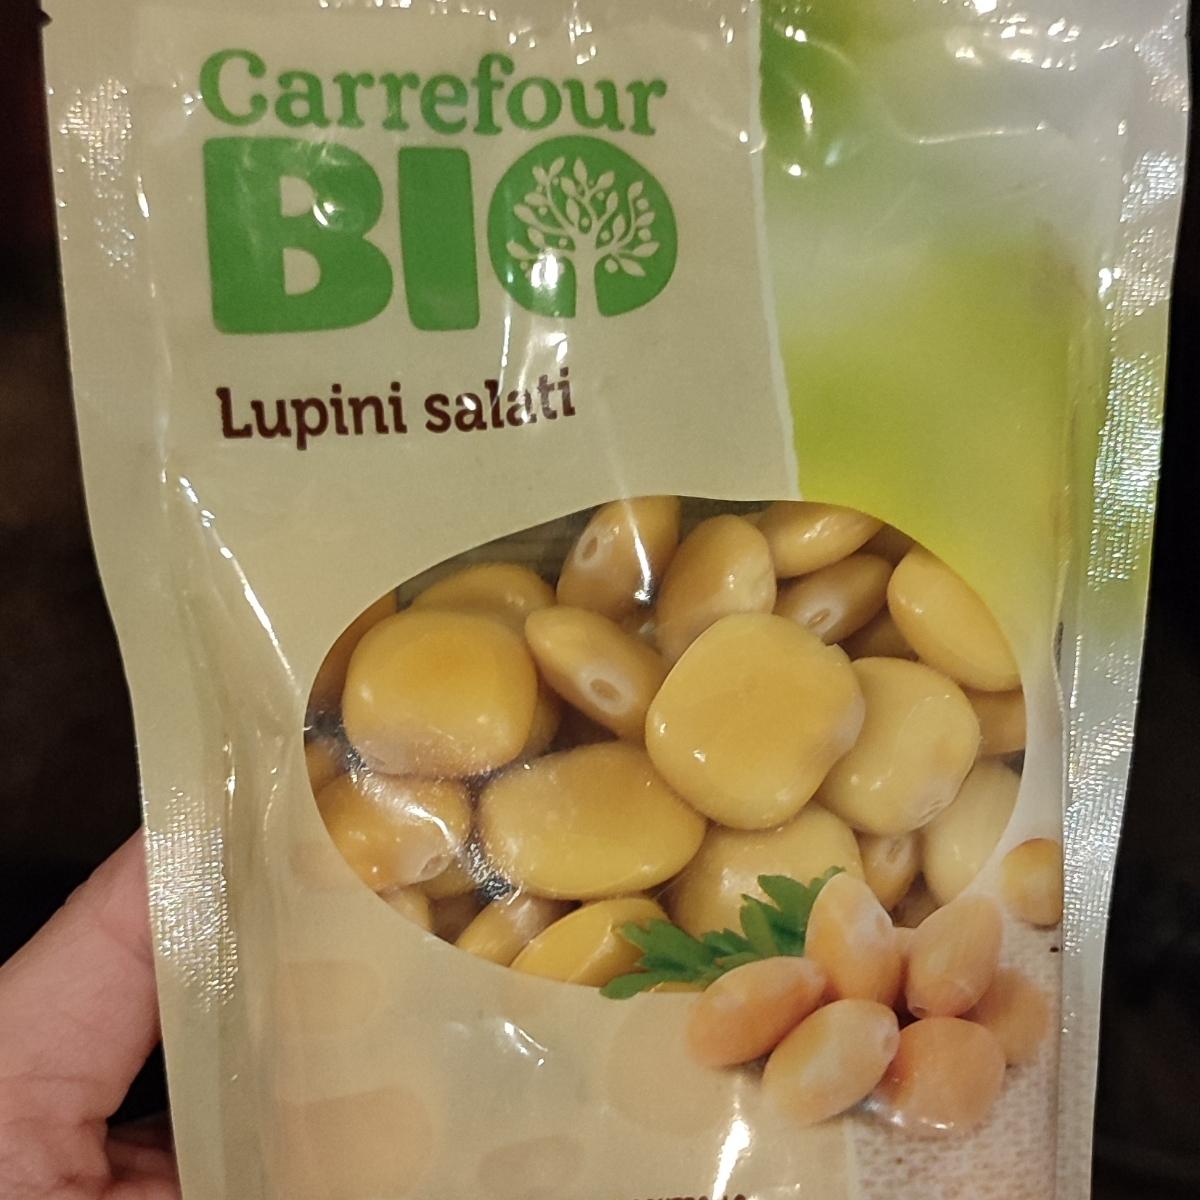 Carrefour
BIO
Lupini salati